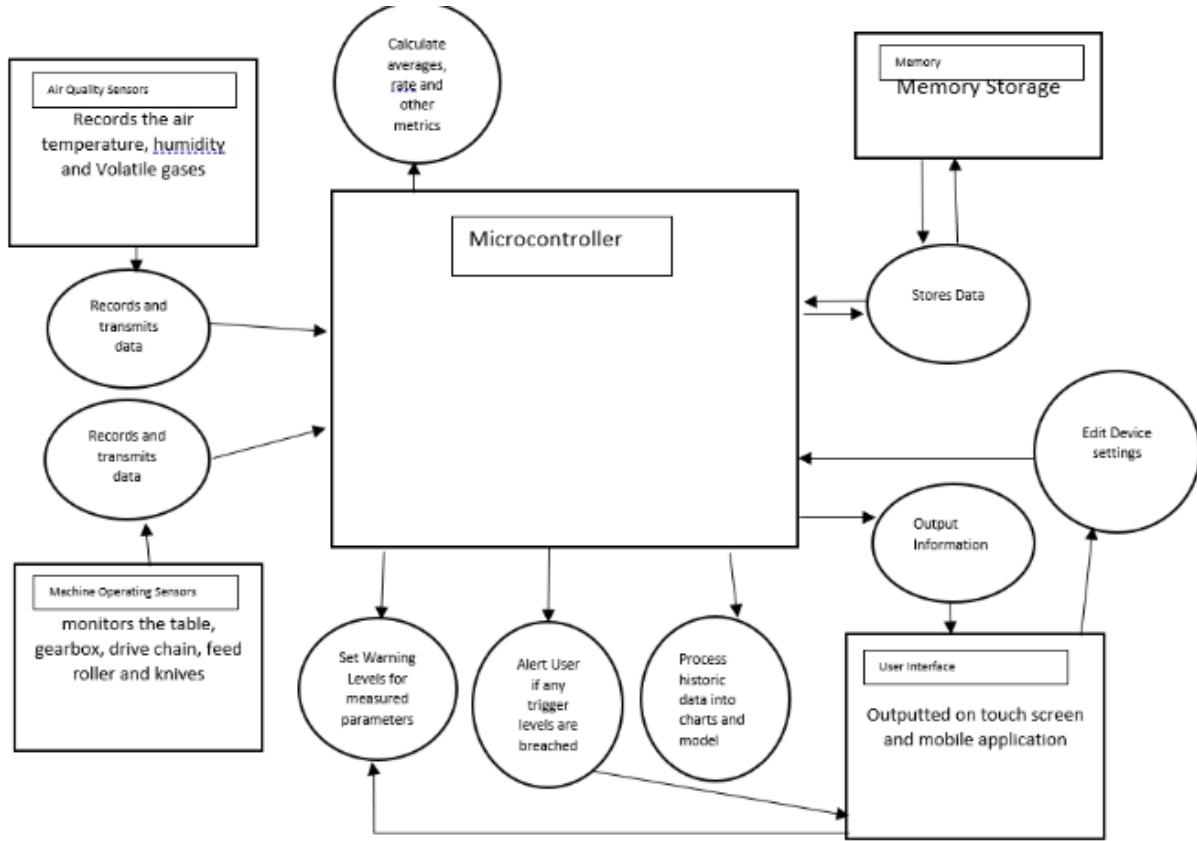 Calculate
averages,
rate and
other
metrics
Air Quality Sensors
Records the air
temperature, humidity
and Volatile gases
Memory
Memory Storage
Microcontroller
Records and
transmits
data
Stores Data
Records and
transmits
data
Edit Device
settings
Output
Information
Machine Operating Sensors
monitors the table,
gearbox, drive chain, feed
roller and knives
Set Warning
Levels for
measured
parameters
Alert User
if any
trigger
levels are
breached
Process
historic
data into
charts and
model
User Interface
Outputted on touch screen
and mobile application